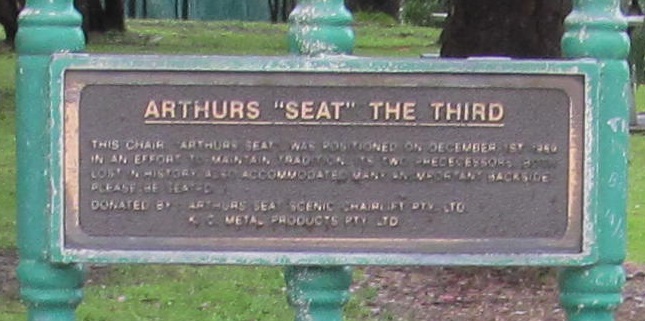 ARTHURS "SEAT" THE THIRD
THIS CHAIR, "ARTHURS SEAT", WAS POSITIONED ON DECEMBER 1ST 1989
IN AN EFFORT TO MAINTAIN TRADITION. ITS TWO PREDECESSORS, BOTH
LOST IN HISTORY, ALSO ACCOMMODATED MANY AN IMPORTANT BACKSIDE.
PLEASE BE SEATED.
DONATED BY: ARTHURS SEAT SCENIC CHAIRLIFT PTY. LTD.
METAL PRODUCTS PTY. LTD.